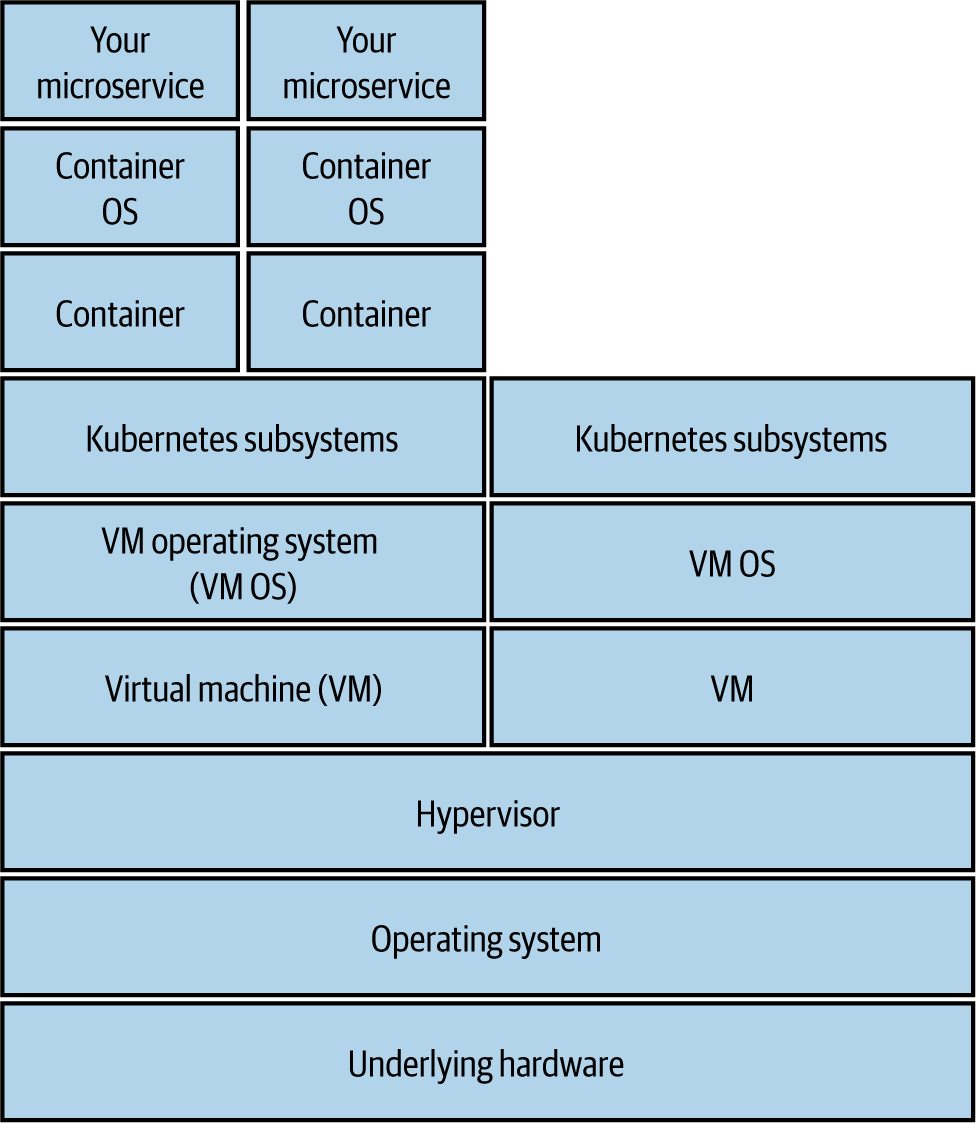 Your
microservice
Your
microservice
Container
OS
Container
OS
Container
Container
Kubernetes subsystems
Kubernetes subsystems
VM operating system
(VM OS)
VM OS
Virtual machine (VM)
VM
Hypervisor
Operating system
Underlying hardware